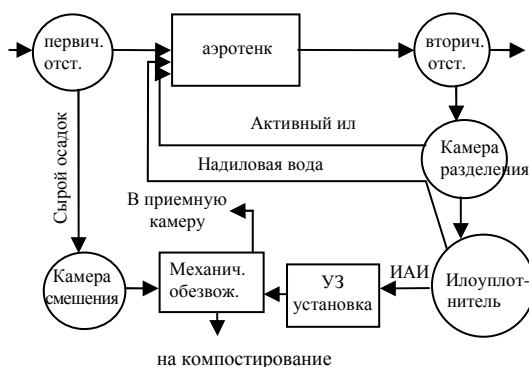 первич.
отст.
аэротенк
вторич.
отст.
Активный ил
Надиловая вода
Камера
разделения
Сырой осадок
В приемную
камеру
Камера
смешения
Механич.
обезвож.
УЗ
установка
ИАИ
Илоуплот-
нитель
на компостирование